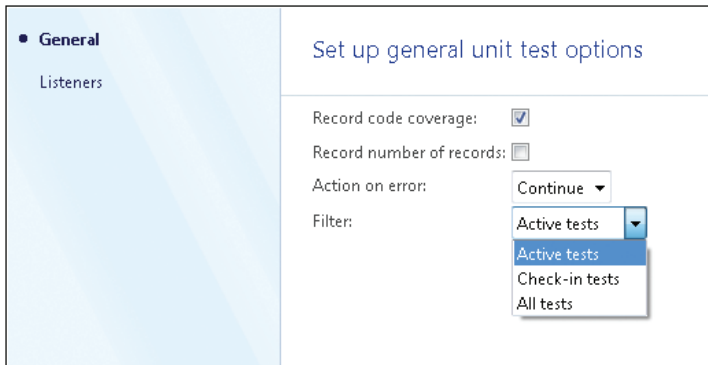 General
Listeners
Set up general unit test options
Record code coverage:
Record number of records:
Action on error: Continue
Filter: Active tests
Active tests
Check-in tests
All tests